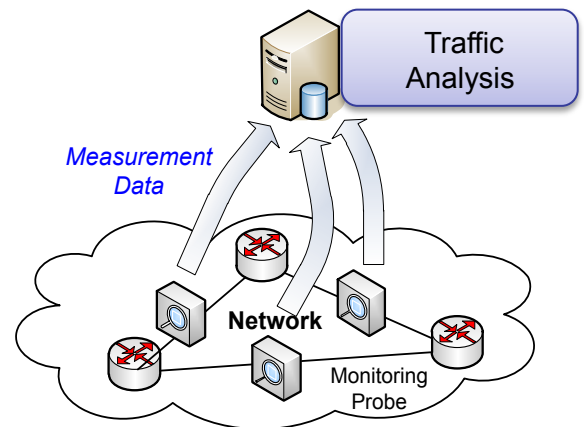 Traffic
Analysis
Measurement
Data
Network
Monitoring
Probe